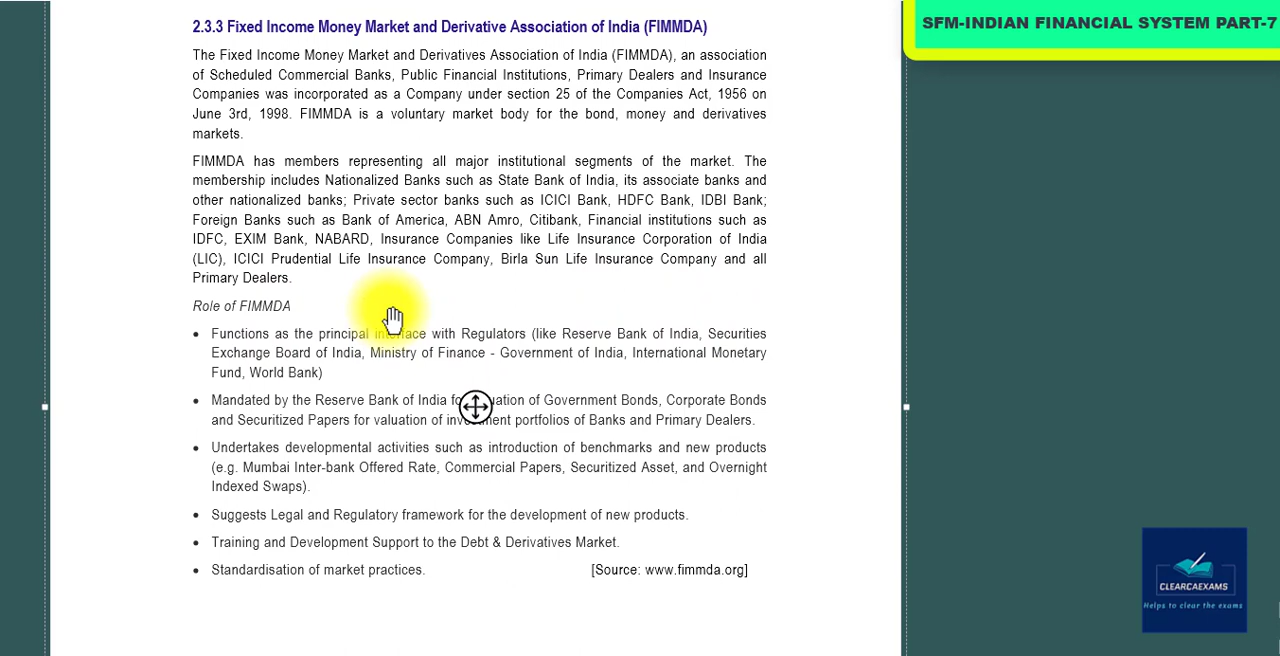 2.3.3 Fixed Income Money Market and Derivative Association of India (FIMMDA)
SFM-INDIAN FINANCIAL SYSTEM PART-7
The Fixed Income Money Market and Derivatives Association of India (FIMMDA), an association
of Scheduled Commercial Banks, Public Financial Institutions, Primary Dealers and Insurance
Companies was incorporated as a Company under section 25 of the Companies Act, 1956 on
June 3rd, 1998. FIMMDA is a voluntary market body for the bond, money and derivatives
markets.
FIMMDA has members representing all major institutional segments of the market. The
membership includes Nationalized Banks such as State Bank of India, its associate banks and
other nationalized banks; Private sector banks such as ICICI Bank, HDFC Bank, IDBI Bank;
Foreign Banks such as Bank of America, ABN Amro, Citibank, Financial institutions such as
IDFC, EXIM Bank, NABARD, Insurance Companies like Life Insurance Corporation of India
(LIC), ICICI Prudential Life Insurance Company, Birla Sun Life Insurance Company and all
Primary Dealers.
Role of FIMMDA
• Functions as the principal interface with Regulators (like Reserve Bank of India, Securities
Exchange Board of India, Ministry of Finance - Government of India, International Monetary
Fund, World Bank)
• Mandated by the Reserve Bank of India of Government Bonds, Corporate Bonds
and Securitized Papers for valuation of portfolios of Banks and Primary Dealers.
• Undertakes developmental activities such as introduction of benchmarks and new products
(e.g. Mumbai Inter-bank Offered Rate, Commercial Papers, Securitized Asset, and Overnight
Indexed Swaps).
• Suggests Legal and Regulatory framework for the development of new products.
• Training and Development Support to the Debt & Derivatives Market.
• Standardisation of market practices. [Source: www.fimmda.org]
CLEARCAEXAMS
Helps to clear the exams